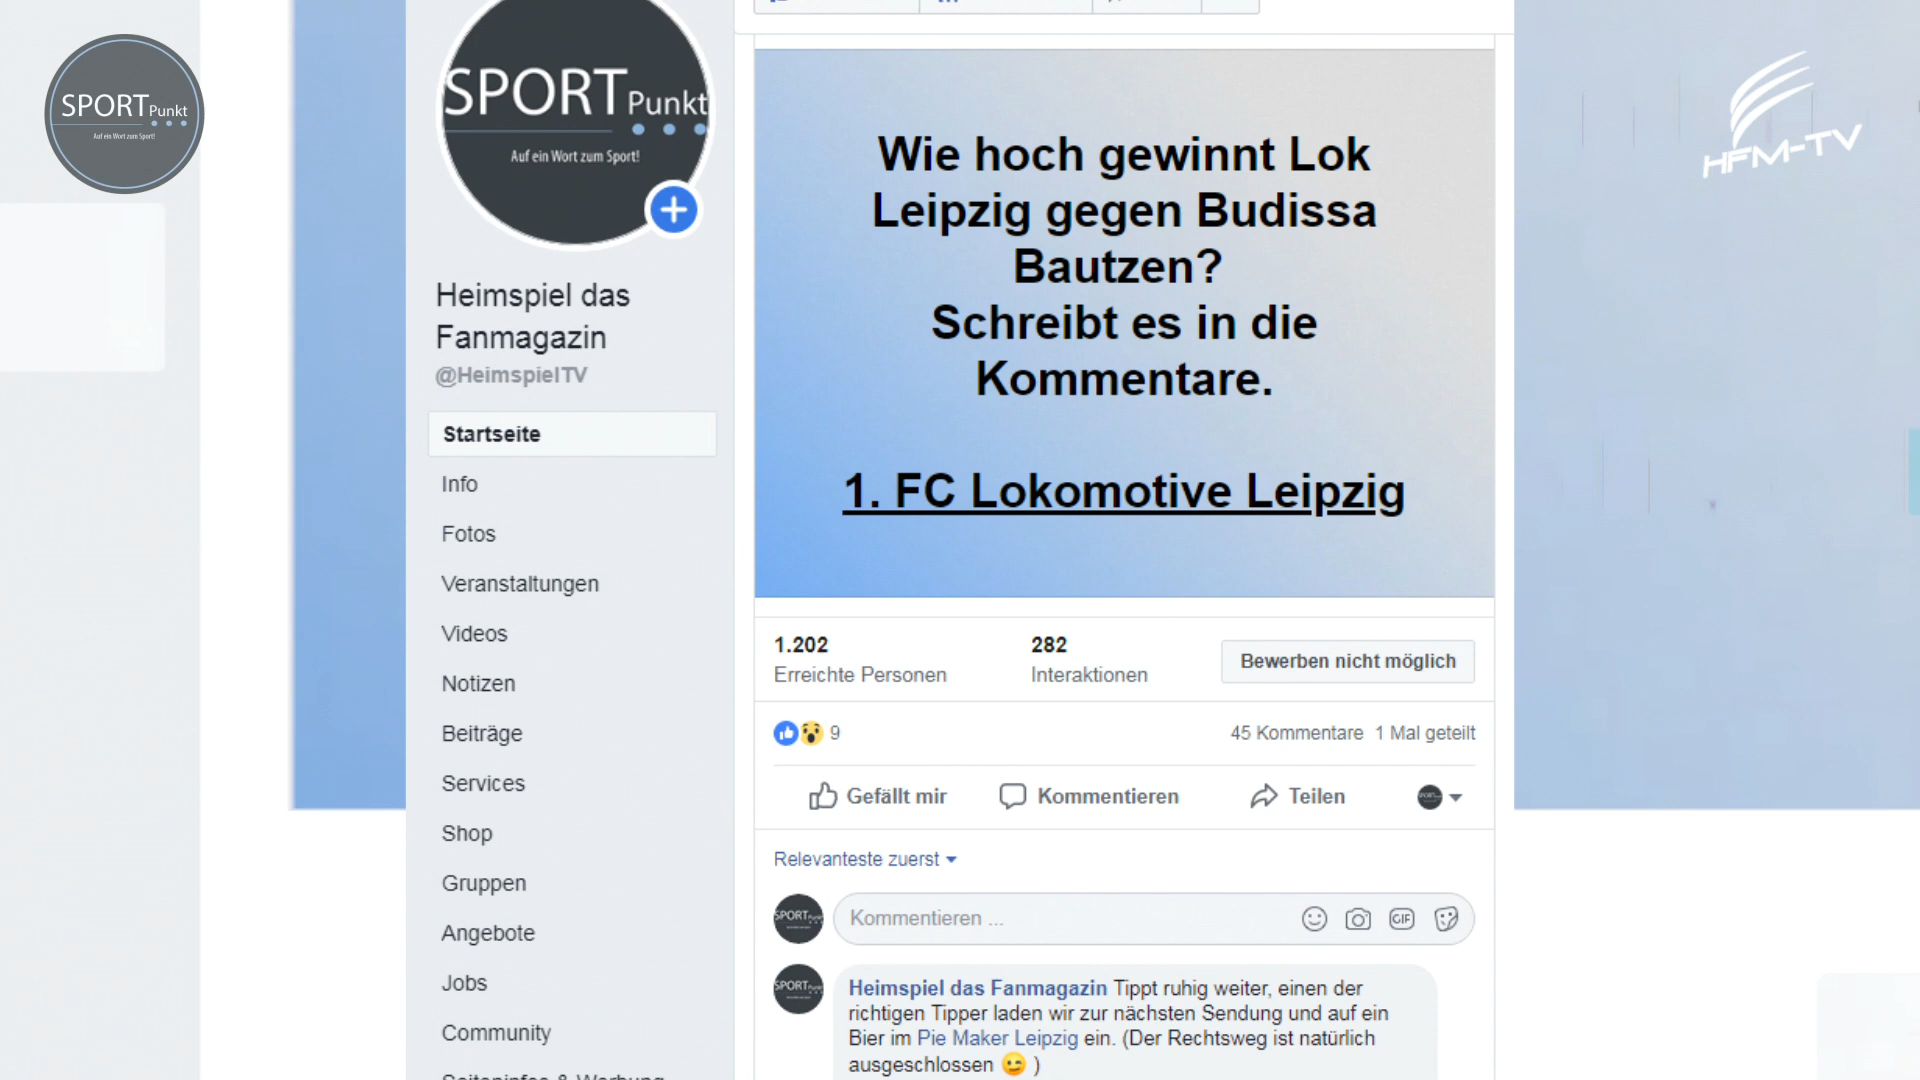 SPORT Punkt
Auf ein Wort zum Sport!
HFM-TV
SPORT Punkt
Auf ein Wort zum Sport!
Heimspiel das
Fanmagazin
@HeimspielTV
Startseite
Info
Fotos
Veranstaltungen
Videos
Notizen
Beiträge
Services
Shop
Gruppen
Angebote
Jobs
Community
Seiteninfos & Werbung
Wie hoch gewinnt Lok
Leipzig gegen Budissa
Bautzen?
Schreibt es in die
Kommentare.
1. FC Lokomotive Leipzig
1.202
Erreichte Personen
282
Interaktionen
Bewerben nicht möglich
9
45 Kommentare 1 Mal geteilt
Gefällt mir
Kommentieren
Teilen
Relevanteste zuerst
SPORT
Kommentieren ...
GIF
SPORT
Heimspiel das Fanmagazin Tippt ruhig weiter, einen der
richtigen Tipper laden wir zur nächsten Sendung und auf ein
Bier im Pie Maker Leipzig ein. (Der Rechtsweg ist natürlich
ausgeschlossen 😉 )